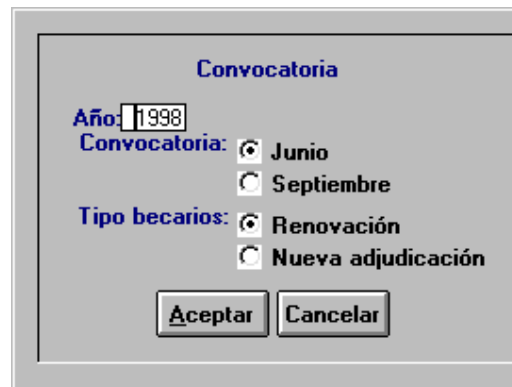 Convocatoria
Año: 1998
Convocatoria: Junio
Septiembre
Tipo becarios: Renovación
Nueva adjudicación
Aceptar Cancelar